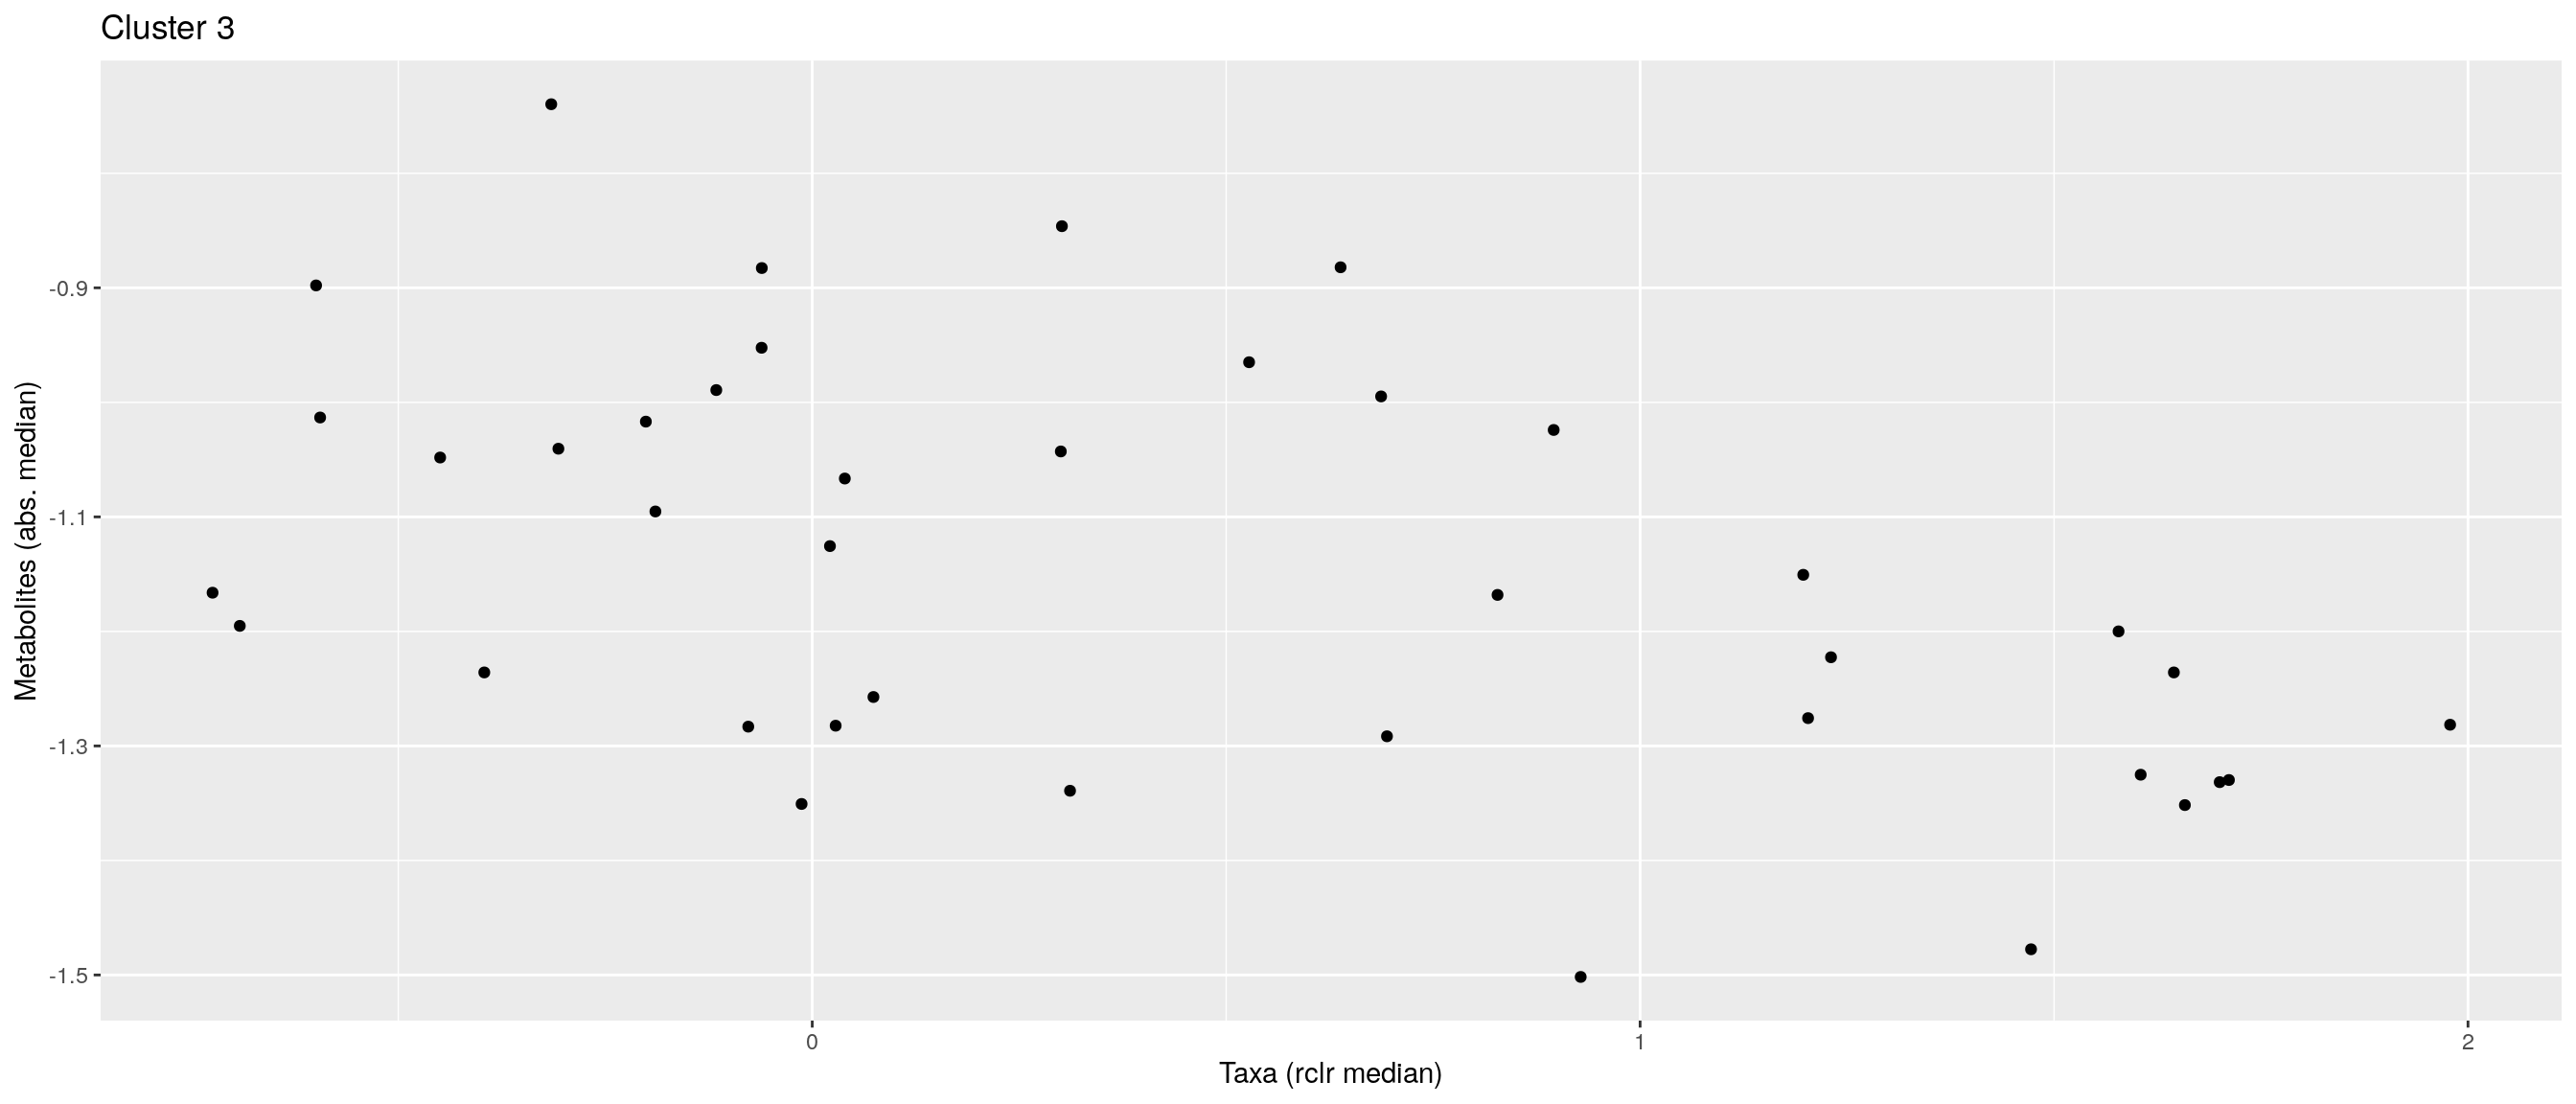 Cluster 3
Metabolites (abs. median)
-0.9
-1.1
-1.3
-1.5
0
1
2
Taxa (rclr median)